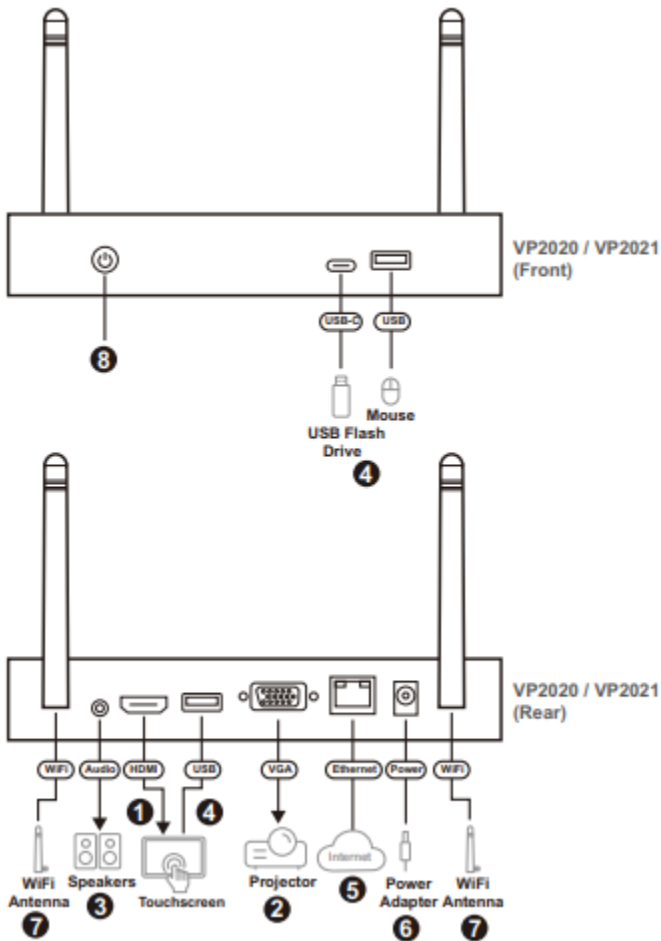 VP2020 / VP2021
(Front)
USB-C
USB
8
Mouse
USB Flash
Drive
4
VP2020 / VP2021
(Rear)
WiFi
Audio
HDMI
USB
VGA
Ethernet
Power
WiFi
1
4
Internet
WiFi
Antenna
7
Speakers
3
Touchscreen
Projector
2
5
Power
Adapter
6
WiFi
Antenna
7